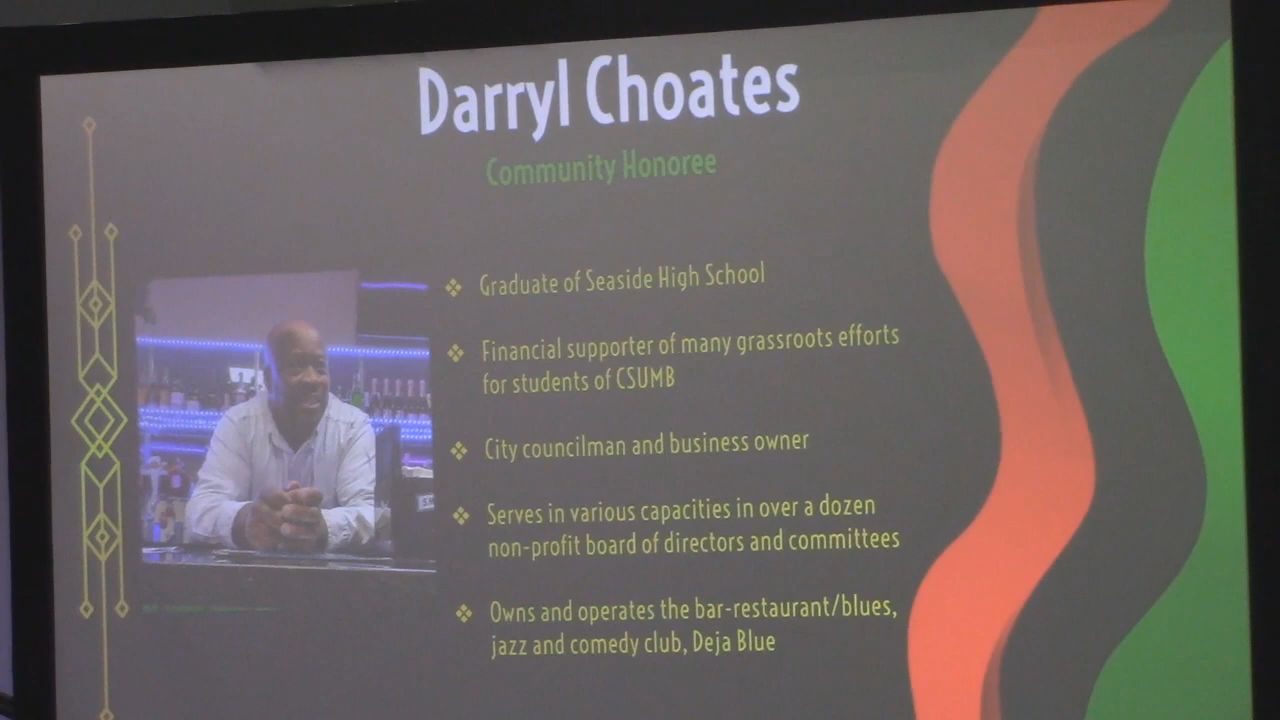 Darryl Choates
Community Honoree
Graduate of Seaside High School
Financial supporter of many grassroots efforts
for students of CSUMB
City councilman and business owner
Serves in various capacities in over a dozen
non-profit board of directors and committees
Owns and operates the bar-restaurant/blues,
jazz and comedy club, Deja Blue